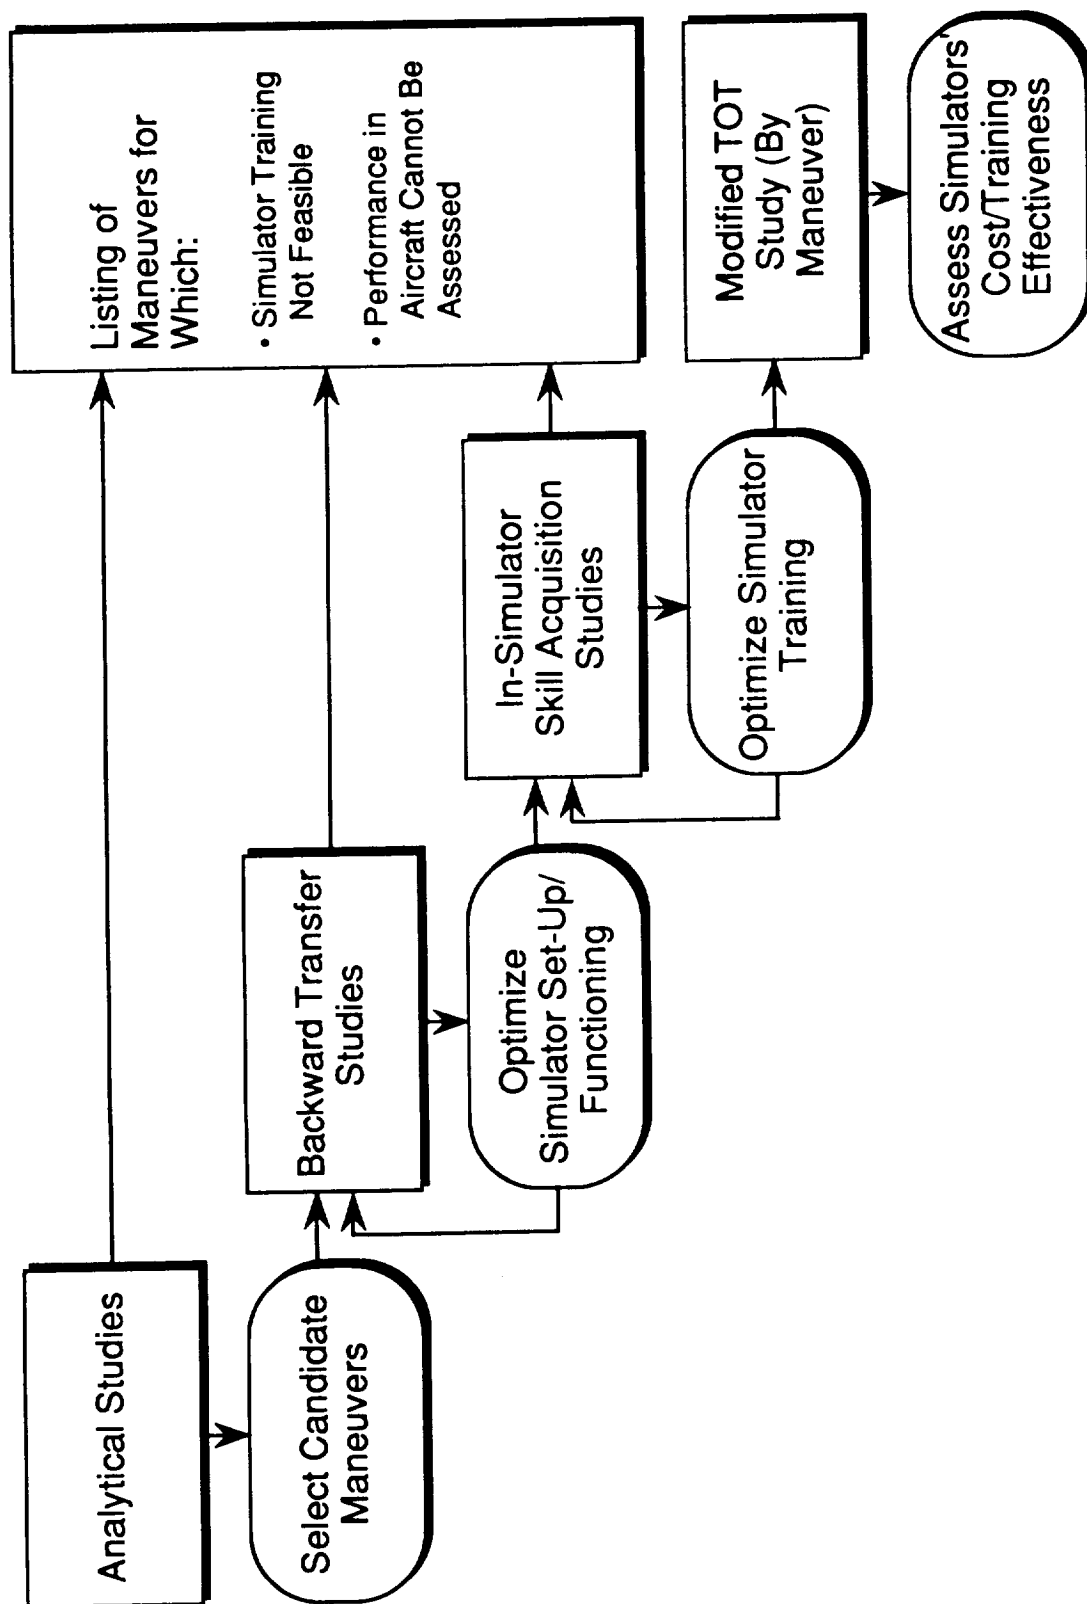 Analytical Studies
Select Candidate
Maneuvers
Backward Transfer
Studies
Optimize
Simulator Set-Up/
Functioning
In-Simulator
Skill Acquisition
Studies
Optimize Simulator
Training
Listing of
Maneuvers for
Which:
• Simulator Training
Not Feasible
• Performance in
Aircraft Cannot Be
Assessed
Modified TOT
Study (By
Maneuver)
Assess Simulators'
Cost/Training
Effectiveness